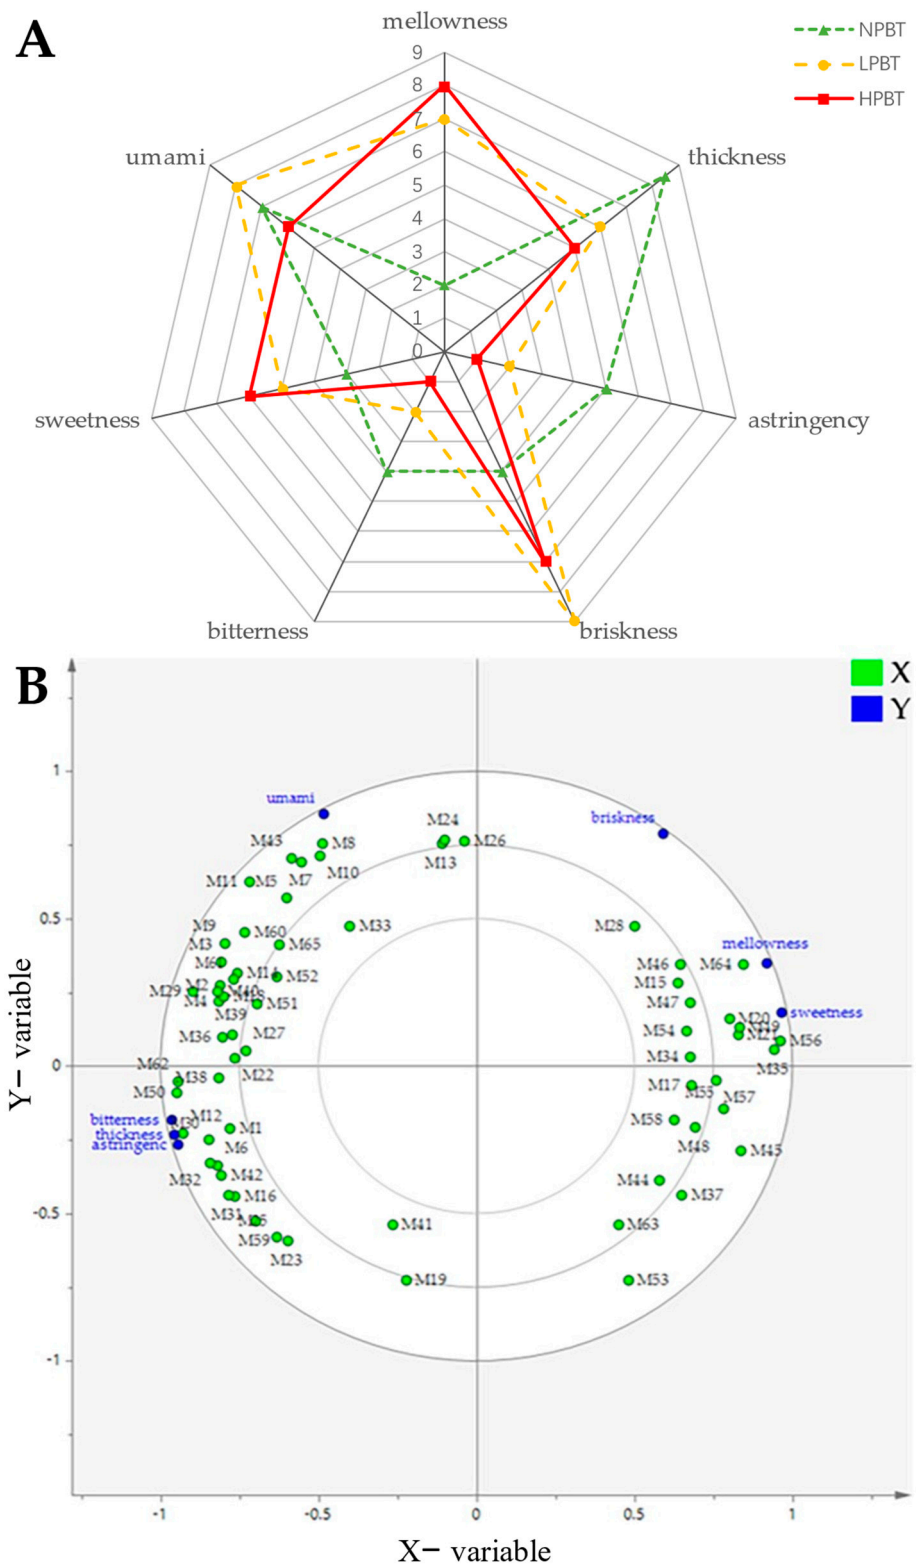 A
mellowness
NPBT
LPBT
HPBT
9
8
7
6
5
4
3
2
1
0
umami
thickness
sweetness
astringency
bitterness
briskness
B
X
Y
1
0.5
0
-0.5
-1
umami
briskness
M24
M26
M13
M43
M8
M10
M7
M11
M5
M33
M28
M9
M60
M3
M65
mellowness
M46
M64
M14
M52
M15
M29
M2
M40
M4
M51
M47
sweetness
M39
M20
M21
M54
M56
M36
M27
M34
M35
M62
M38
M22
M50
M17
M55
M57
bitterness
M12
M30
thickness
M1
M58
astringenc
M6
M48
M45
M32
M42
M44
M16
M37
M31
M59
M41
M63
M23
M19
M53
-1
-0.5
0
0.5
1
Y− variable
X− variable